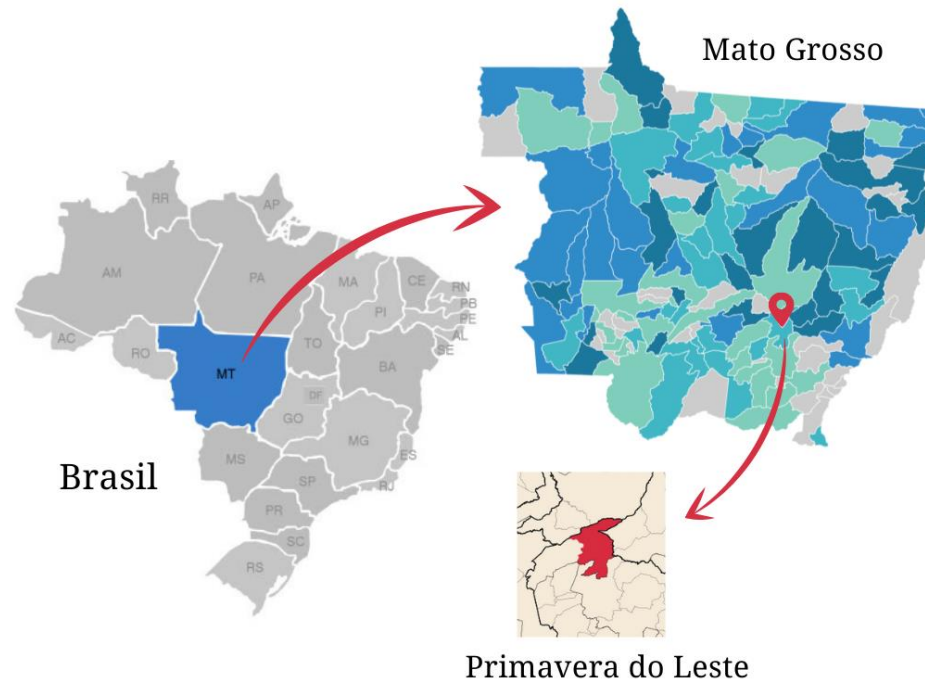 Mato Grosso
RR
AP
AM
PA
MA
CE
RN
PB
PE
AL
SE
PI
AC
RO
TO
BA
MT
DF
GO
MG
ES
MS
SP
RJ
PR
SC
RS
Brasil
Primavera do Leste